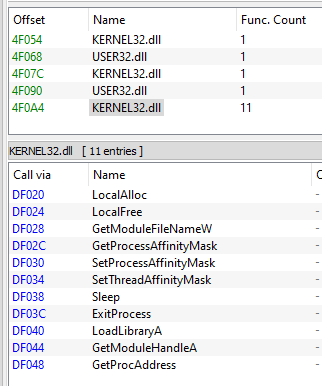 Offset Name Func. Count
4F054 KERNEL32.dll 1
4F068 USER32.dll 1
4F07C KERNEL32.dll 1
4F090 USER32.dll 1
4F0A4 KERNEL32.dll 11
KERNEL32.dll [ 11 entries ]
Call via Name
DF020 LocalAlloc -
DF024 LocalFree -
DF028 GetModuleFileNameW -
DF02C GetProcessAffinityMask -
DF030 SetProcessAffinityMask -
DF034 SetThreadAffinityMask -
DF038 Sleep -
DF03C ExitProcess -
DF040 LoadLibraryA -
DF044 GetModuleHandleA -
DF048 GetProcAddress -